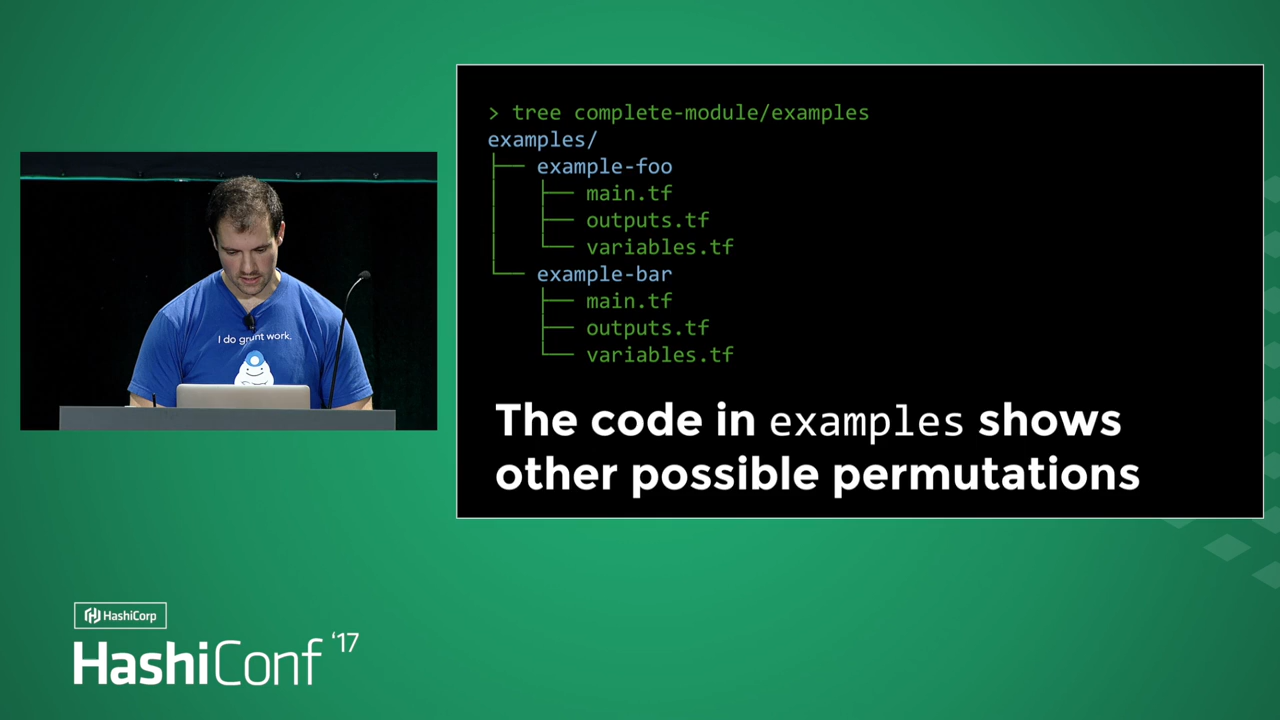 > tree complete-module/examples
examples/
├── example-foo
│   ├── main.tf
│   ├── outputs.tf
│   └── variables.tf
└── example-bar
    ├── main.tf
    ├── outputs.tf
    └── variables.tf
The code in examples shows
other possible permutations
I do grunt work.
HashiCorp
HashiConf '17